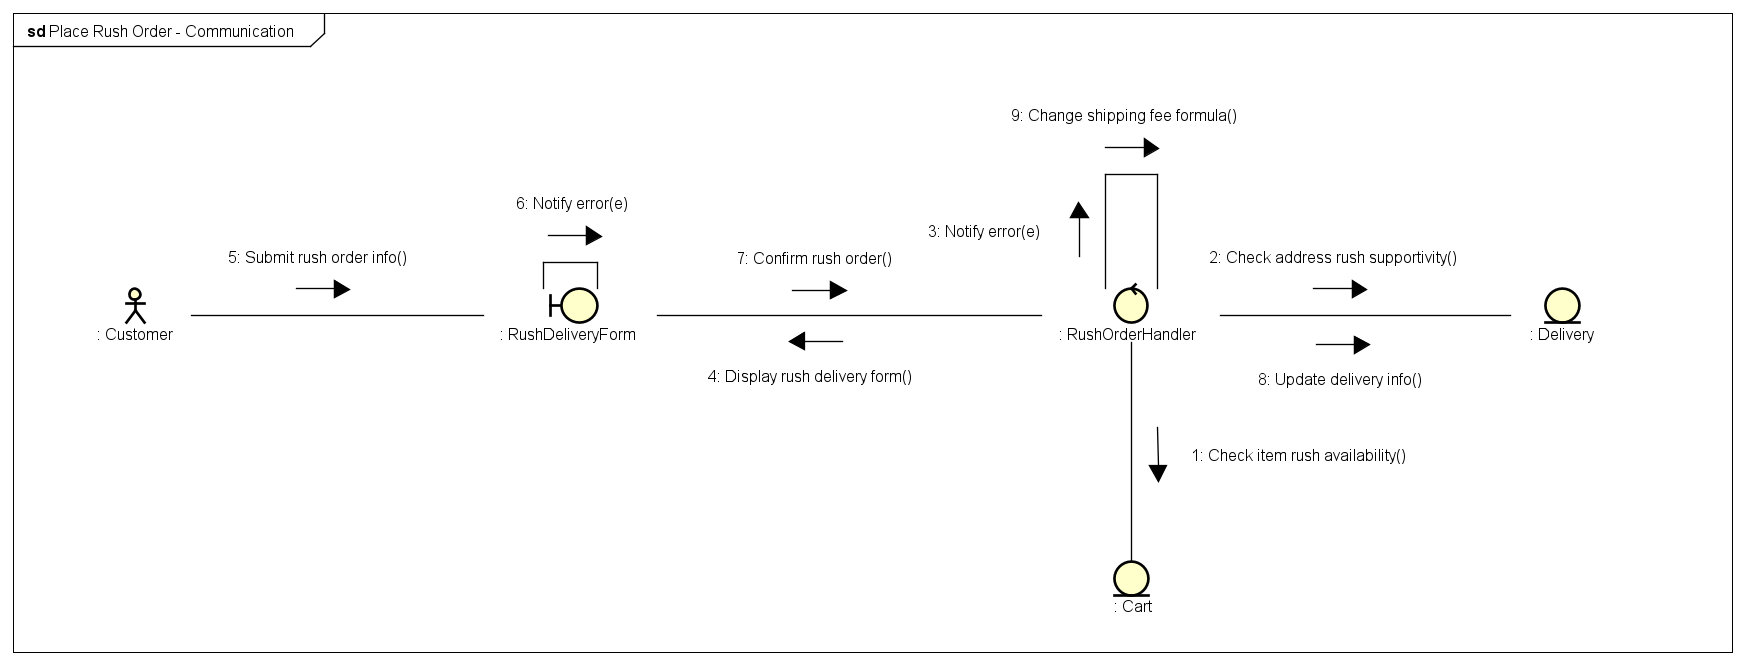 sd Place Rush Order - Communication
9: Change shipping fee formula()
6: Notify error(e)
3: Notify error(e)
5: Submit rush order info()
7: Confirm rush order()
2: Check address rush supportivity()
: Customer
: RushDeliveryForm
: RushOrderHandler
: Delivery
4: Display rush delivery form()
8: Update delivery info()
1: Check item rush availability()
: Cart